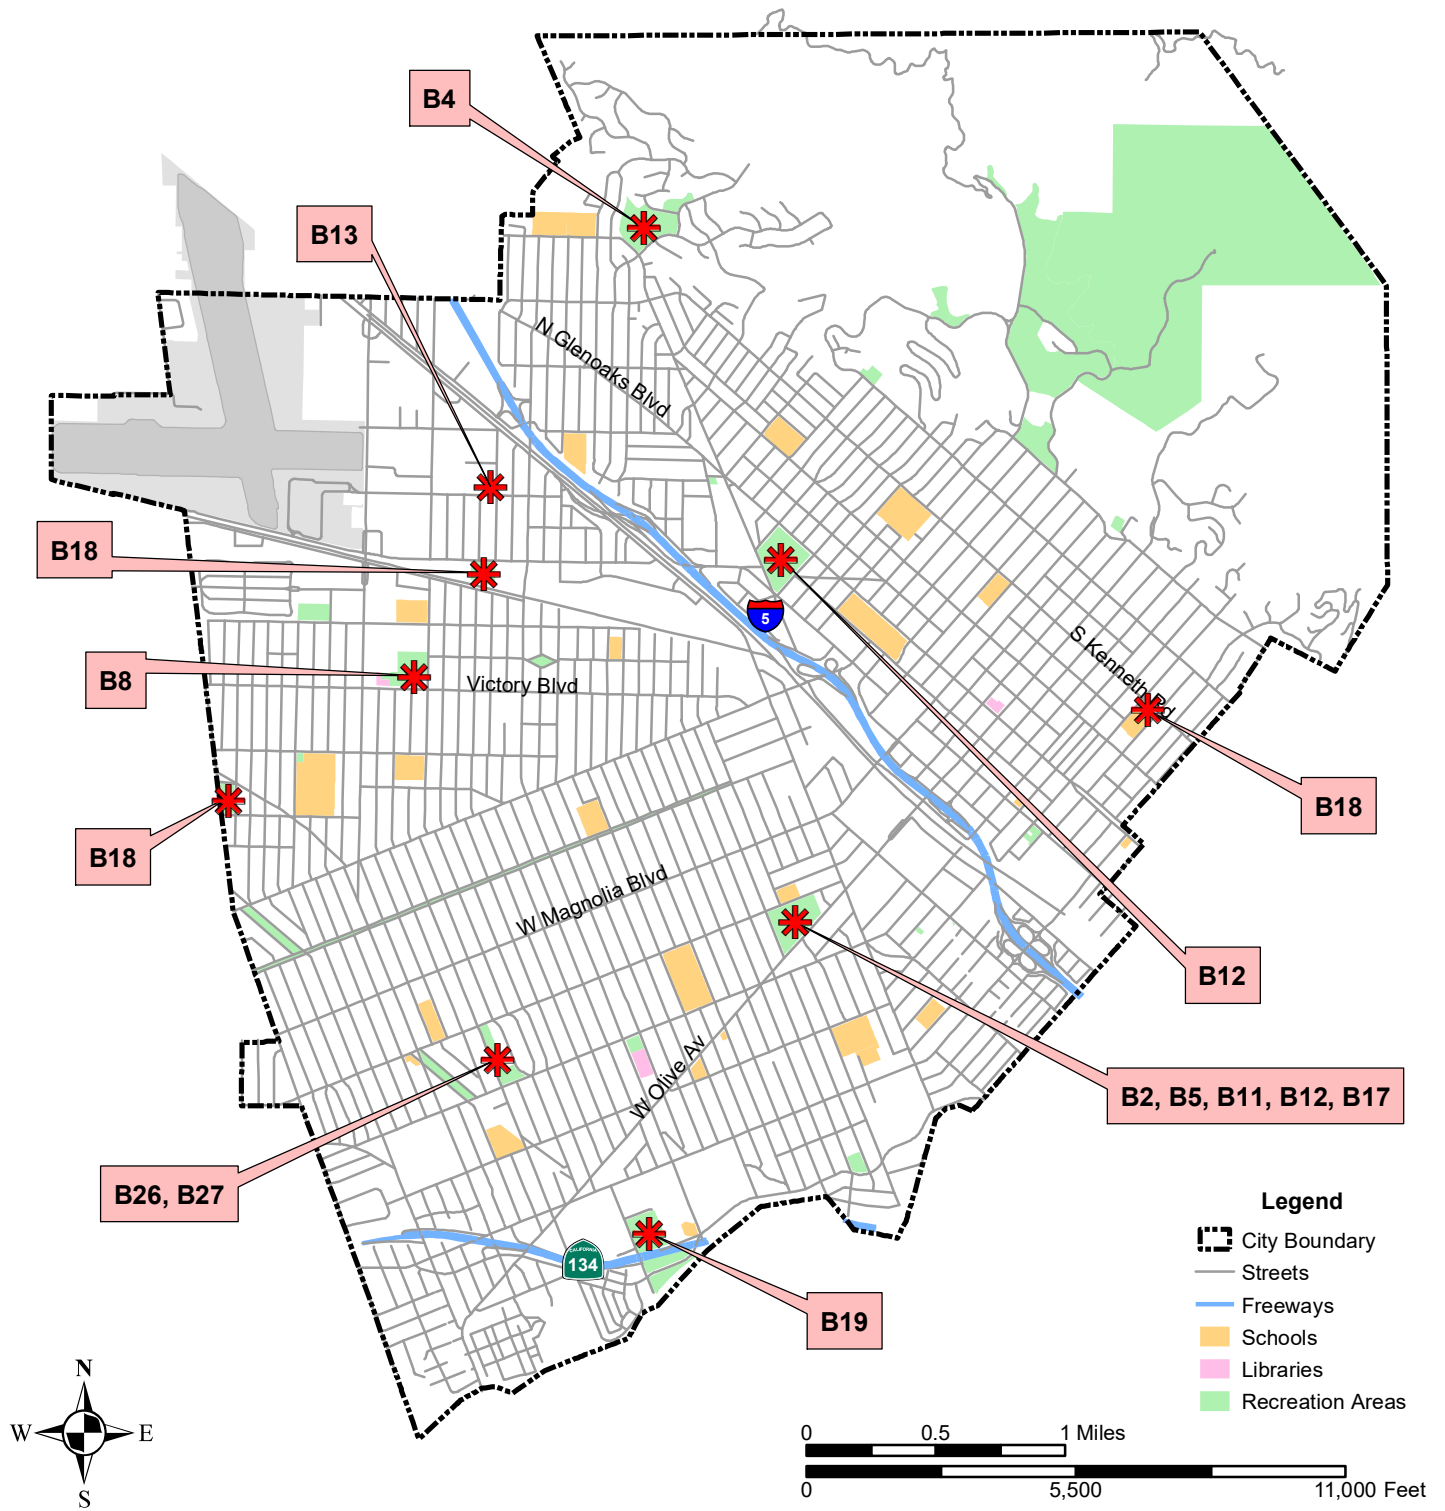 B4
B13
N Glenoaks Blvd
B18
5
S Kenneth Rd
B8
Victory Blvd
B18
B18
W Magnolia Blvd
B12
W Olive Av
B2, B5, B11, B12, B17
B26, B27
CALIFORNIA
134
B19
Legend
City Boundary
Streets
Freeways
Schools
Libraries
Recreation Areas
N
W E
S
0 0.5 1 Miles
0 5,500 11,000 Feet